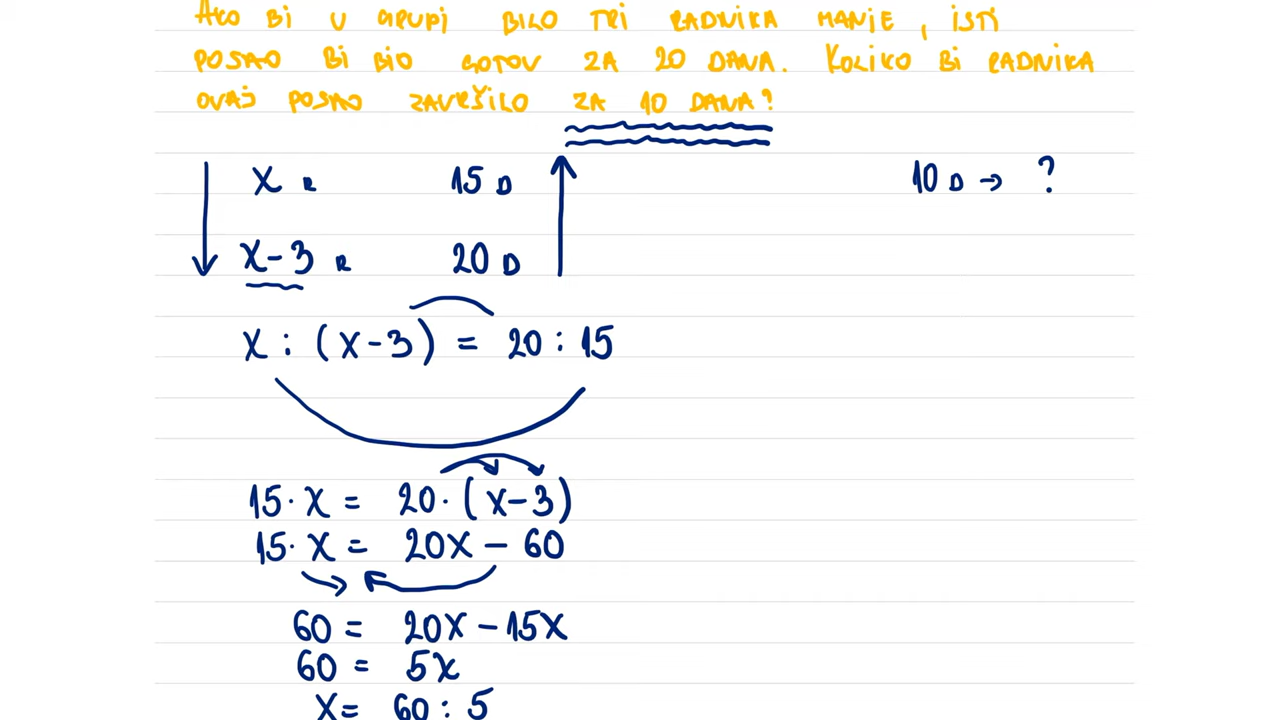 AKO BI U GRUPI BILO TRI RADNIKA MANJE, ISTI
POSAO BI BIO GOTOV ZA 20 DANA. KOLIKO BI RADNIKA
OVAJ POSAO ZAVRŠILO ZA 10 DANA?
X R 15 D 10 D → ?
X-3 R 20 D
X : (X-3) = 20 : 15
15 · X = 20 · (X-3)
15 · X = 20X - 60
60 = 20X - 15X
60 = 5X
X = 60 : 5